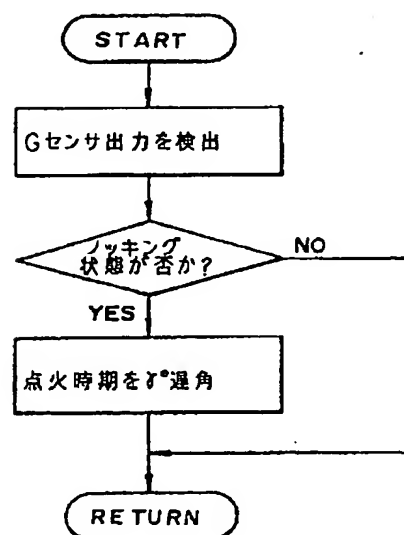 START
Gセンサ出力を検出
ノッキング
状態が否か?
NO
YES
点火時期をγ°遅角
RETURN